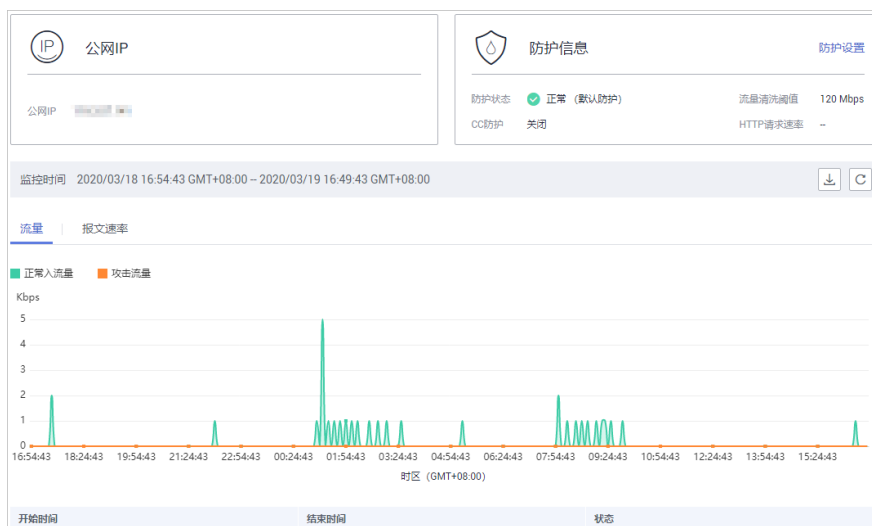 IP 公网IP
公网IP
防护信息 防护设置
防护状态 正常（默认防护） 流量清洗阈值 120 Mbps
CC防护 关闭 HTTP请求速率 --
监控时间 2020/03/18 16:54:43 GMT+08:00 – 2020/03/19 16:49:43 GMT+08:00
流量 报文速率
正常入流量 攻击流量
Kbps
5
4
3
2
1
0
16:54:43 18:24:43 19:54:43 21:24:43 22:54:43 00:24:43 01:54:43 03:24:43 04:54:43 06:24:43 07:54:43 09:24:43 10:54:43 12:24:43 13:54:43 15:24:43
时区（GMT+08:00）
开始时间 结束时间 状态